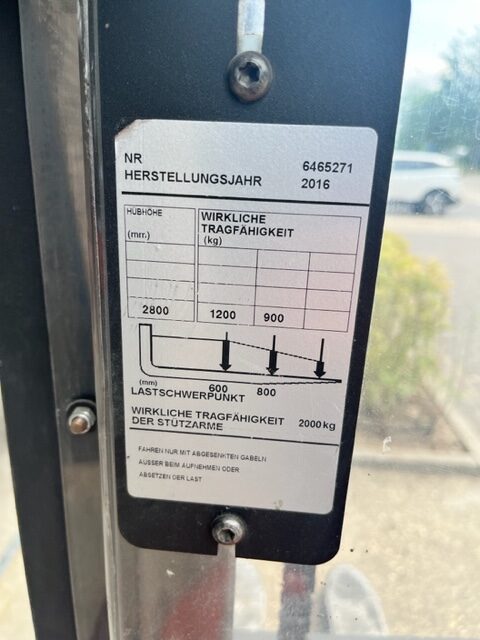 NR 6465271
HERSTELLUNGSJAHR 2016
HUBHÖHE WIRKLICHE
TRAGFÄHIGKEIT
(mm.) (kg)
2800 1200 900
(mm) 600 800
LASTSCHWERPUNKT
WIRKLICHE TRAGFÄHIGKEIT 2000 kg
DER STÜTZARME
FAHREN NUR MIT ABGESENKTEN GABELN
AUSSER BEIM AUFNEHMEN ODER
ABSETZEN DER LAST